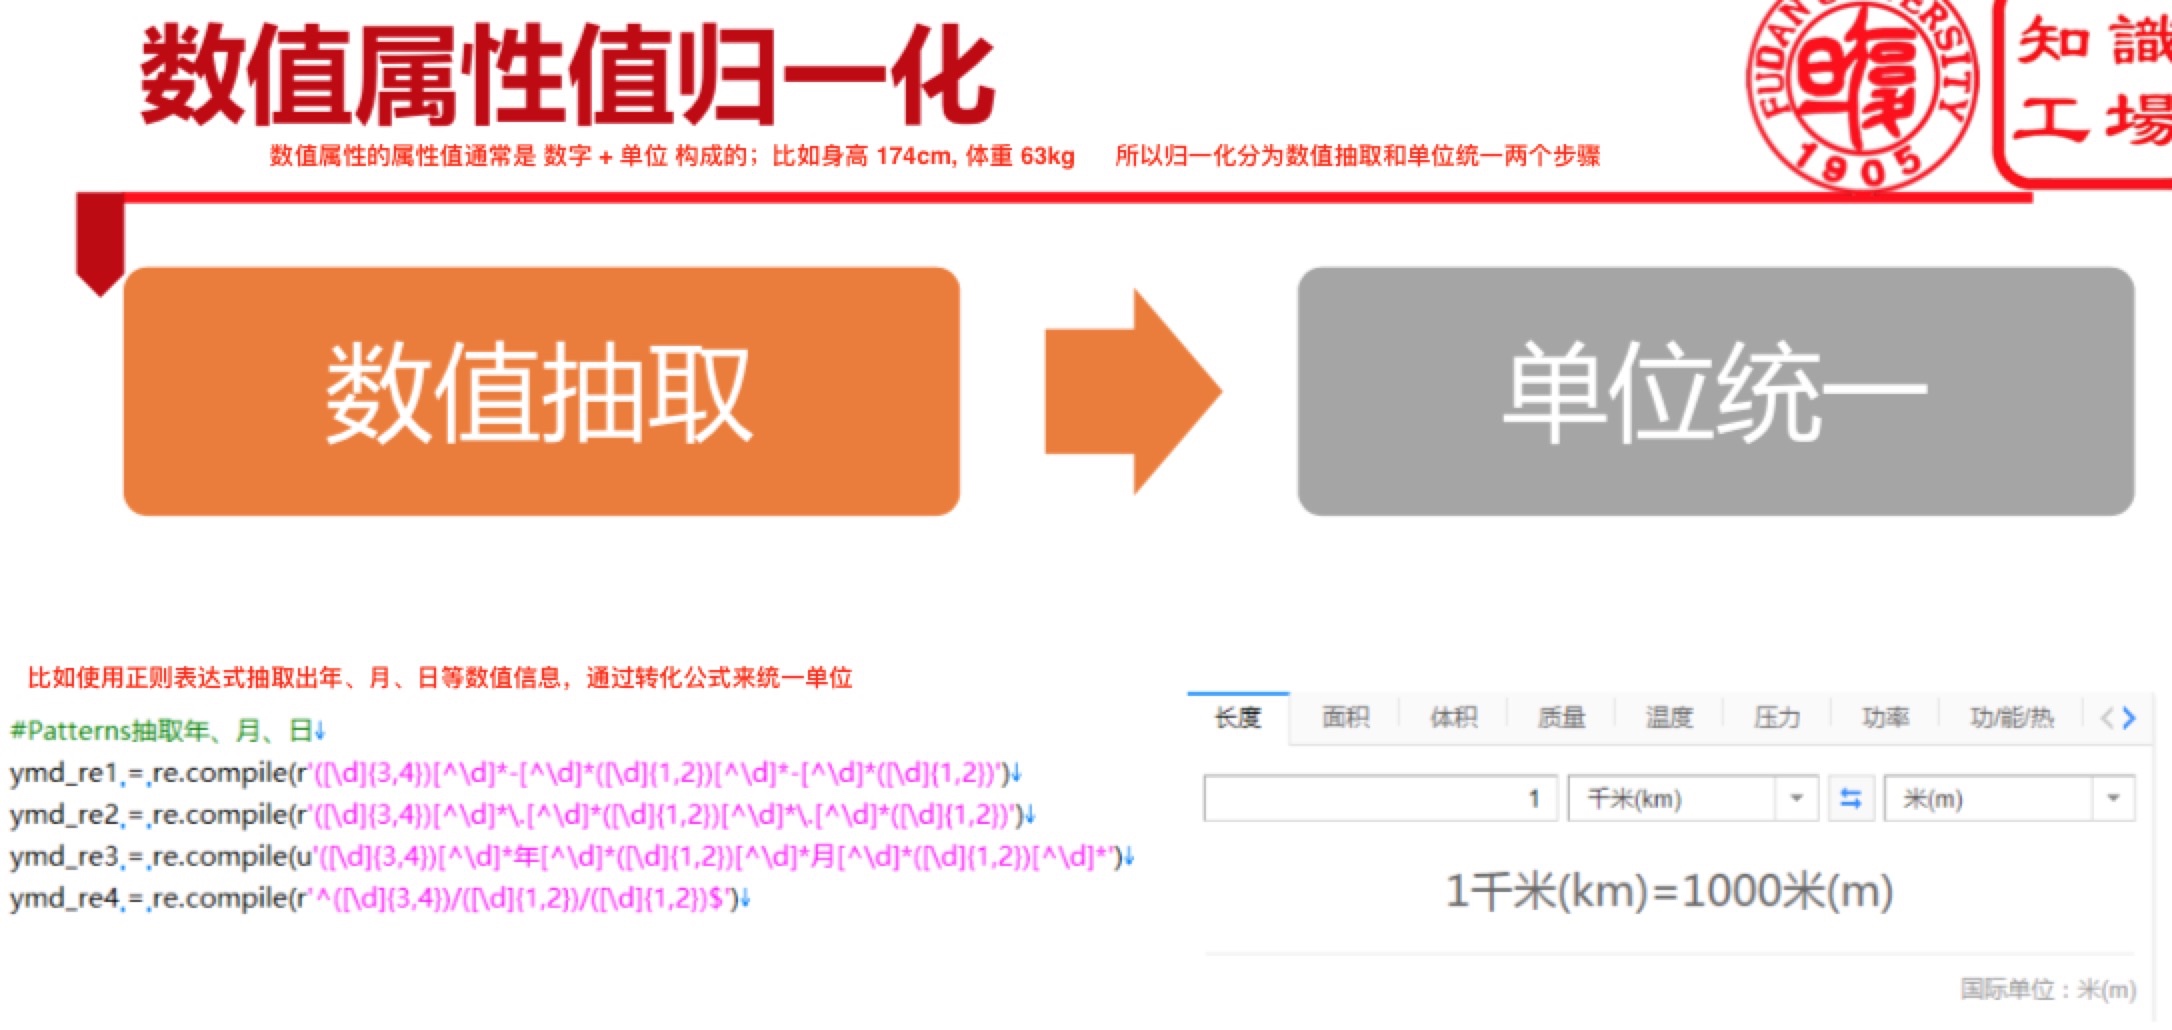 数值属性值归一化
FUDAN UNIVERSITY
1905
知識
工場
数值属性的属性值通常是 数字 + 单位 构成的；比如身高 174cm, 体重 63kg 所以归一化分为数值抽取和单位统一两个步骤
数值抽取
单位统一
比如使用正则表达式抽取出年、月、日等数值信息，通过转化公式来统一单位
#Patterns抽取年、月、日↓
ymd_re1 = re.compile(r'([\d]{3,4})[^\d]*-[^\d]*([\d]{1,2})[^\d]*-[^\d]*([\d]{1,2})')↓
ymd_re2 = re.compile(r'([\d]{3,4})[^\d]*\.[^\d]*([\d]{1,2})[^\d]*\.[^\d]*([\d]{1,2})')↓
ymd_re3 = re.compile(u'([\d]{3,4})[^\d]*年[^\d]*([\d]{1,2})[^\d]*月[^\d]*([\d]{1,2})[^\d]*')↓
ymd_re4 = re.compile(r'^([\d]{3,4})/([\d]{1,2})/([\d]{1,2})$')↓
长度 面积 体积 质量 温度 压力 功率 功/能/热
1 千米(km) 米(m)
1千米(km)=1000米(m)
国际单位：米(m)